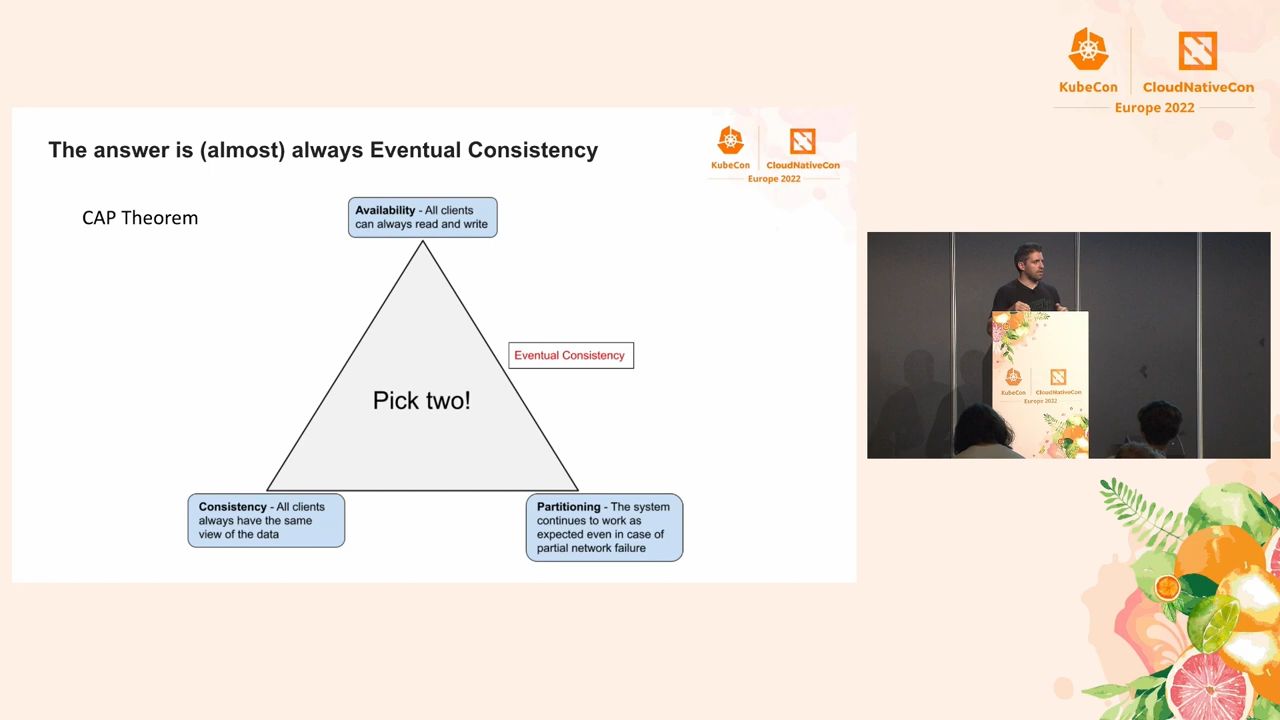 The answer is (almost) always Eventual Consistency
KubeCon
CloudNativeCon
Europe 2022
CAP Theorem
Availability - All clients
can always read and write
Eventual Consistency
Pick two!
Consistency - All clients
always have the same
view of the data
Partitioning - The system
continues to work as
expected even in case of
partial network failure
KubeCon
CloudNativeCon
Europe 2022
KubeCon
CloudNativeCon
Europe 2022